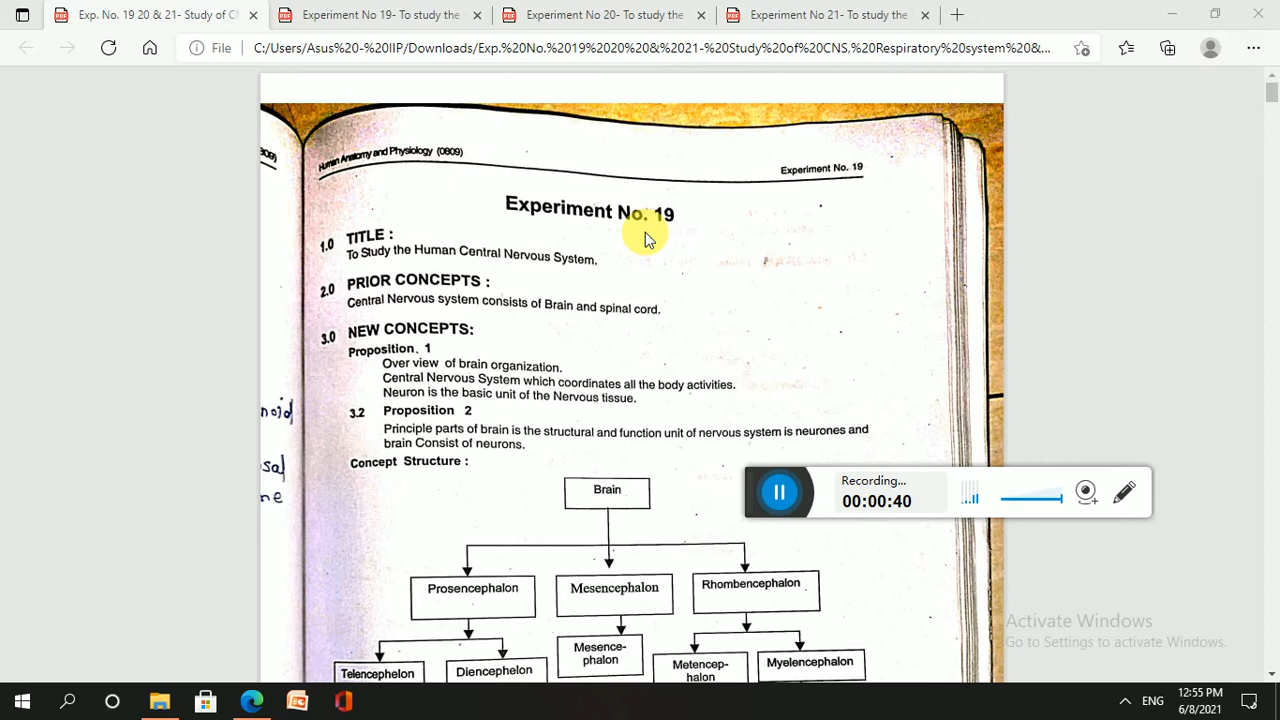 Exp. No. 19 20 & 21- Study of C
Experiment No 19- To study the
Experiment No 20- To study the
Experiment No 21- To study the
File
C:/Users/Asus%20-%20IIP/Downloads/Exp.%20No.%2019%2020%20&%2021-%20Study%20of%20CNS.%20Respiratory%20system%20&...
809)
Human Anatomy and Physiology (0809)
Experiment No. 19
Experiment No. 19
1.0 TITLE :
To Study the Human Central Nervous System.
2.0 PRIOR CONCEPTS :
Central Nervous system consists of Brain and spinal cord.
3.0 NEW CONCEPTS:
Proposition. 1
Over view of brain organization.
Central Nervous System which coordinates all the body activities.
Neuron is the basic unit of the Nervous tissue.
3.2 Proposition 2
Principle parts of brain is the structural and function unit of nervous system is neurones and
brain Consist of neurons.
Concept Structure :
noid
sal
ne
Brain
Prosencephalon
Mesencephalon
Rhombencephalon
Telencephalon
Diencephelon
Mesence-
phalon
Metencep-
halon
Myelencephalon
Recording...
00:00:40
Activate Windows
Go to Settings to activate Windows.
ENG
12:55 PM
6/8/2021